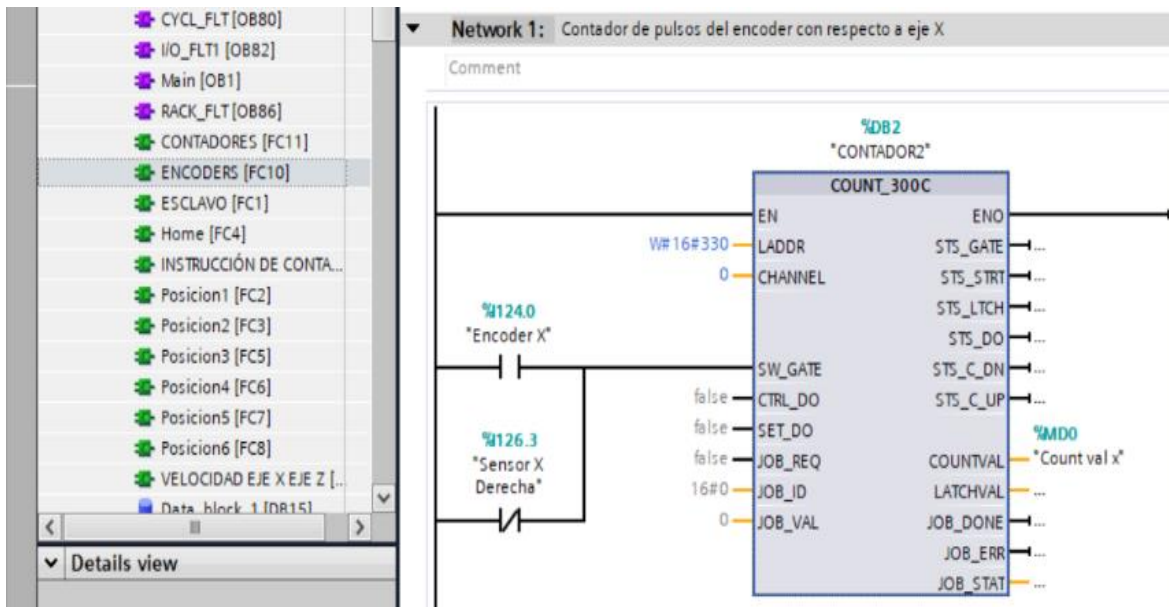 CYCL_FLT [OB80]
I/O_FLT1 [OB82]
Main [OB1]
RACK_FLT [OB86]
CONTADORES [FC11]
ENCODERS [FC10]
ESCLAVO [FC1]
Home [FC4]
INSTRUCCIÓN DE CONTA...
Posicion1 [FC2]
Posicion2 [FC3]
Posicion3 [FC5]
Posicion4 [FC6]
Posicion5 [FC7]
Posicion6 [FC8]
VELOCIDAD EJE X EJE Z [..
Data_block_1 [DB15]
Details view
Network 1: Contador de pulsos del encoder con respecto a eje X
Comment
%DB2
"CONTADOR2"
COUNT_300C
EN ENO
W#16#330 LADDR STS_GATE ...
0 CHANNEL STS_STRT ...
%I124.0 STS_LTCH ...
"Encoder X" STS_DO ...
SW_GATE STS_C_DN ...
false CTRL_DO STS_C_UP ...
false SET_DO %MD0
%I126.3
"Sensor X Derecha"
false JOB_REQ COUNTVAL "Count val x"
16#0 JOB_ID LATCHVAL ...
0 JOB_VAL JOB_DONE ...
JOB_ERR ...
JOB_STAT ...